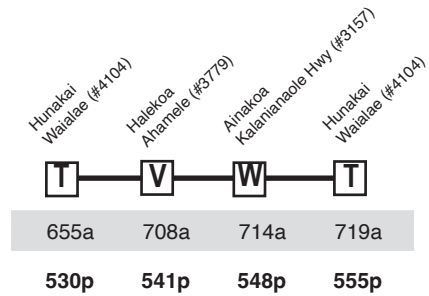 Hunakai
Waialae (#4104)
Halekoa
Ahamele (#3779)
Ainakoa
Kalanianaole Hwy (#3157)
Hunakai
Waialae (#4104)
T V W T
655a 708a 714a 719a
530p 541p 548p 555p